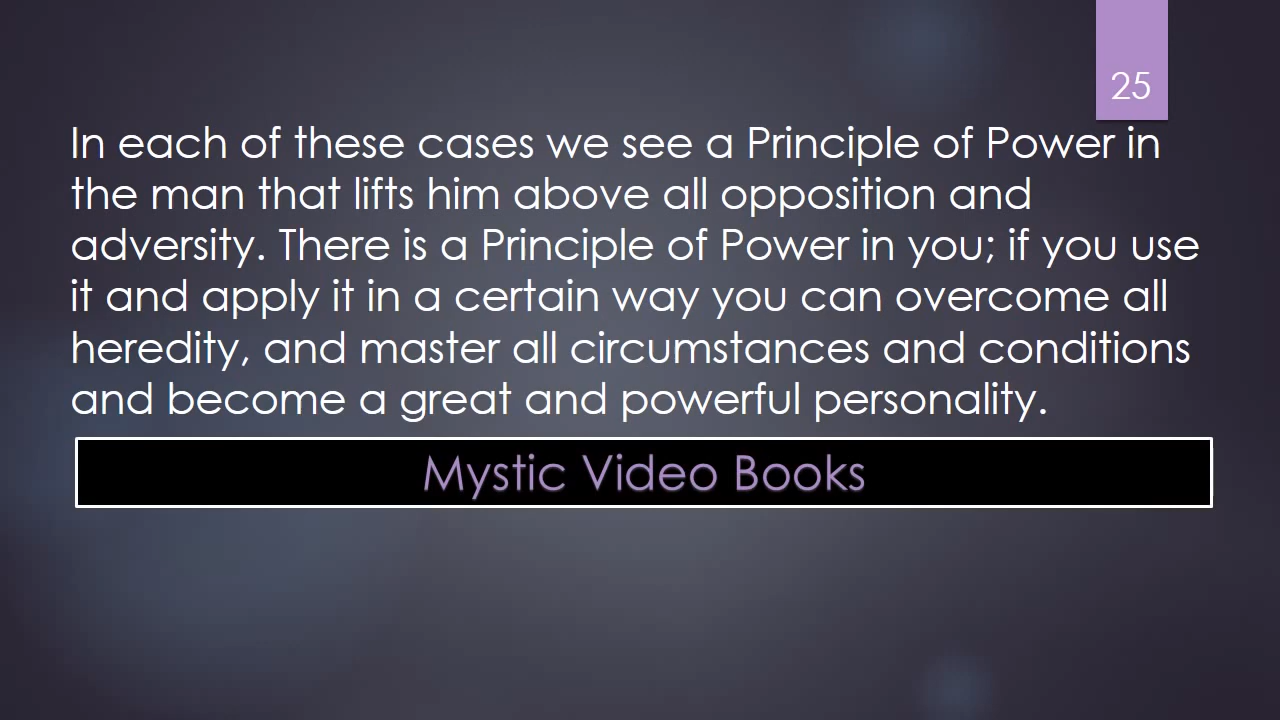 25
In each of these cases we see a Principle of Power in
the man that lifts him above all opposition and
adversity. There is a Principle of Power in you; if you use
it and apply it in a certain way you can overcome all
heredity, and master all circumstances and conditions
and become a great and powerful personality.
Mystic Video Books